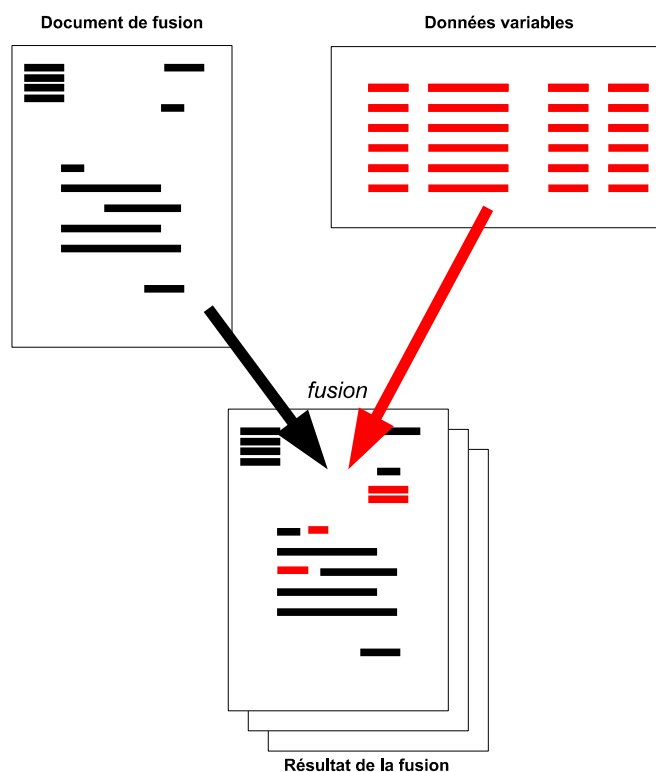 Document de fusion
Données variables
fusion
Résultat de la fusion